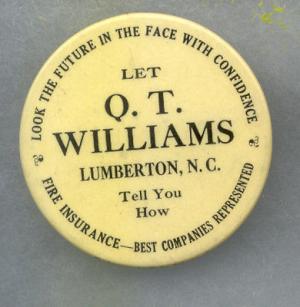 LOOK THE FUTURE IN THE FACE WITH CONFIDENCE
LET
Q. T.
WILLIAMS
LUMBERTON, N. C.
Tell You
How
FIRE INSURANCE—BEST COMPANIES REPRESENTED